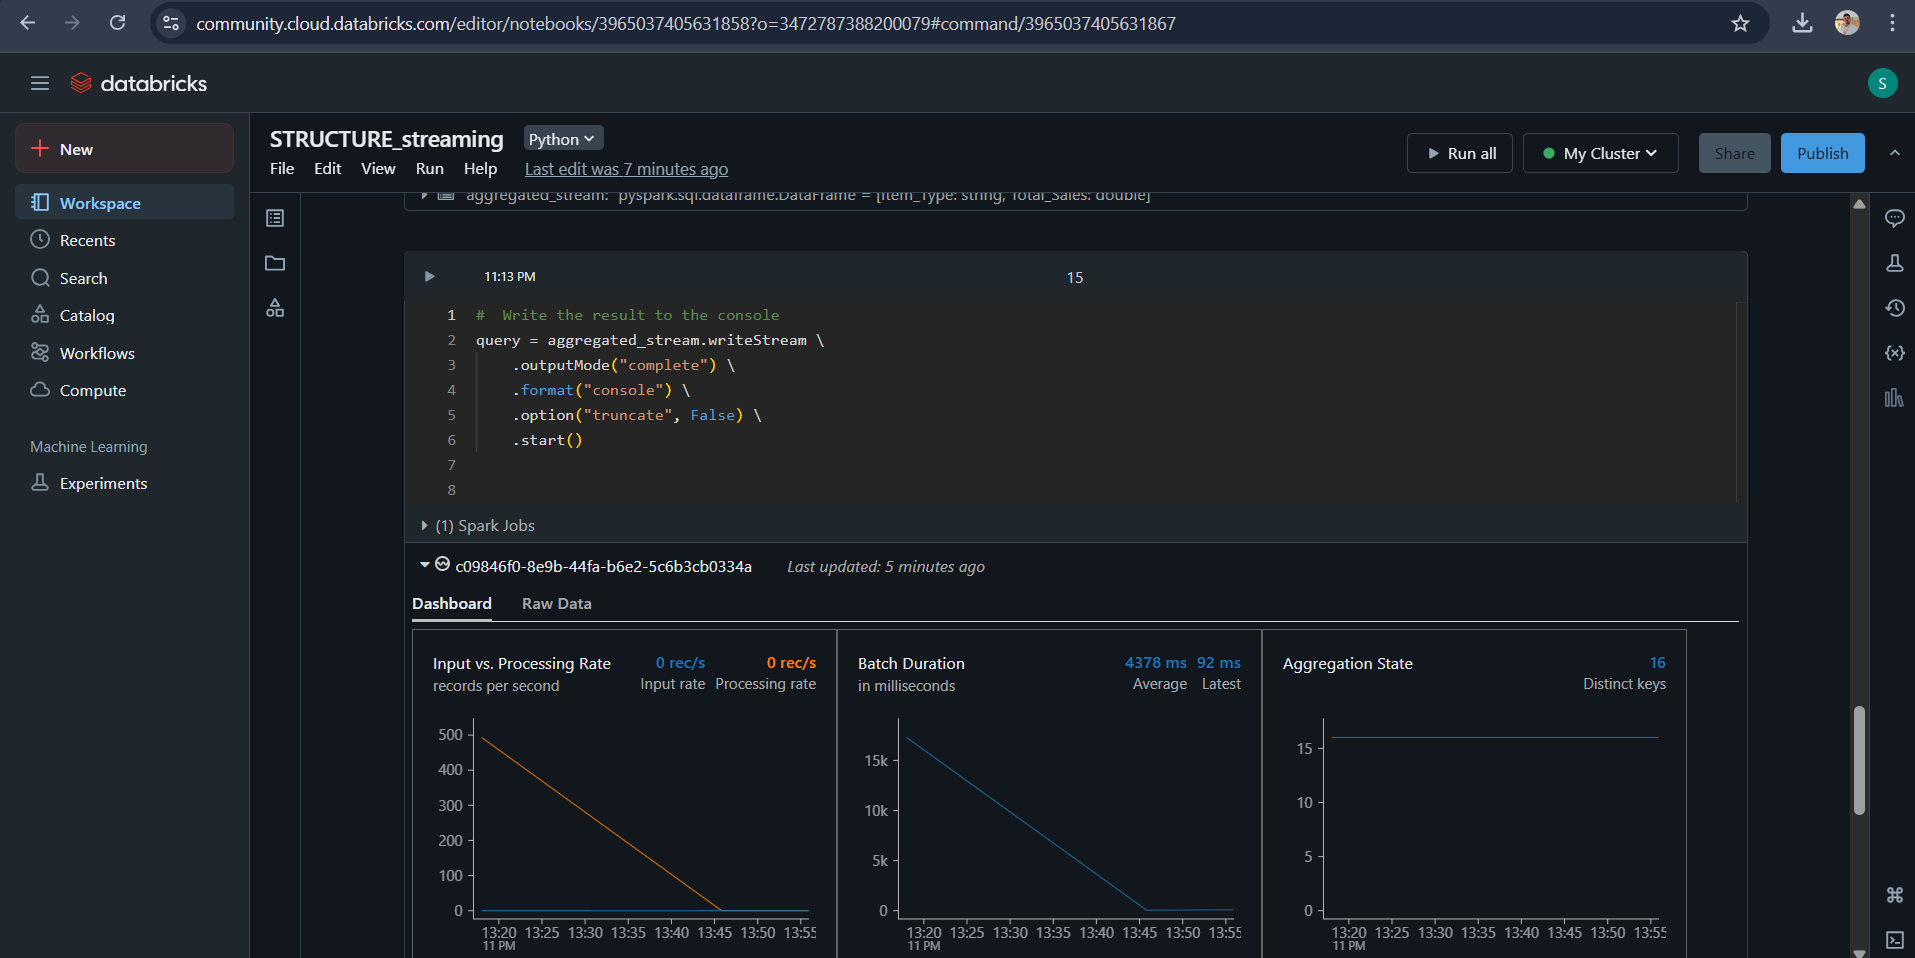 community.cloud.databricks.com/editor/notebooks/3965037405631858?o=3472787388200079#command/3965037405631867
databricks
S
New
Workspace
Recents
Search
Catalog
Workflows
Compute
Machine Learning
Experiments
STRUCTURE_streaming
Python
File Edit View Run Help Last edit was 7 minutes ago
Run all
My Cluster
Share
Publish
aggregated_stream: pyspark.sql.dataframe.DataFrame = [Item_Type: string, Total_Sales: double]
11:13 PM
15
1 # Write the result to the console
2 query = aggregated_stream.writeStream \
3 .outputMode("complete") \
4 .format("console") \
5 .option("truncate", False) \
6 .start()
7
8
(1) Spark Jobs
c09846f0-8e9b-44fa-b6e2-5c6b3cb0334a Last updated: 5 minutes ago
Dashboard Raw Data
Input vs. Processing Rate 0 rec/s 0 rec/s
records per second Input rate Processing rate
500
400
300
200
100
0
13:20 13:25 13:30 13:35 13:40 13:45 13:50 13:55
11 PM
Batch Duration 4378 ms 92 ms
in milliseconds Average Latest
15k
10k
5k
0
13:20 13:25 13:30 13:35 13:40 13:45 13:50 13:55
11 PM
Aggregation State 16
Distinct keys
15
10
5
0
13:20 13:25 13:30 13:35 13:40 13:45 13:50 13:55
11 PM